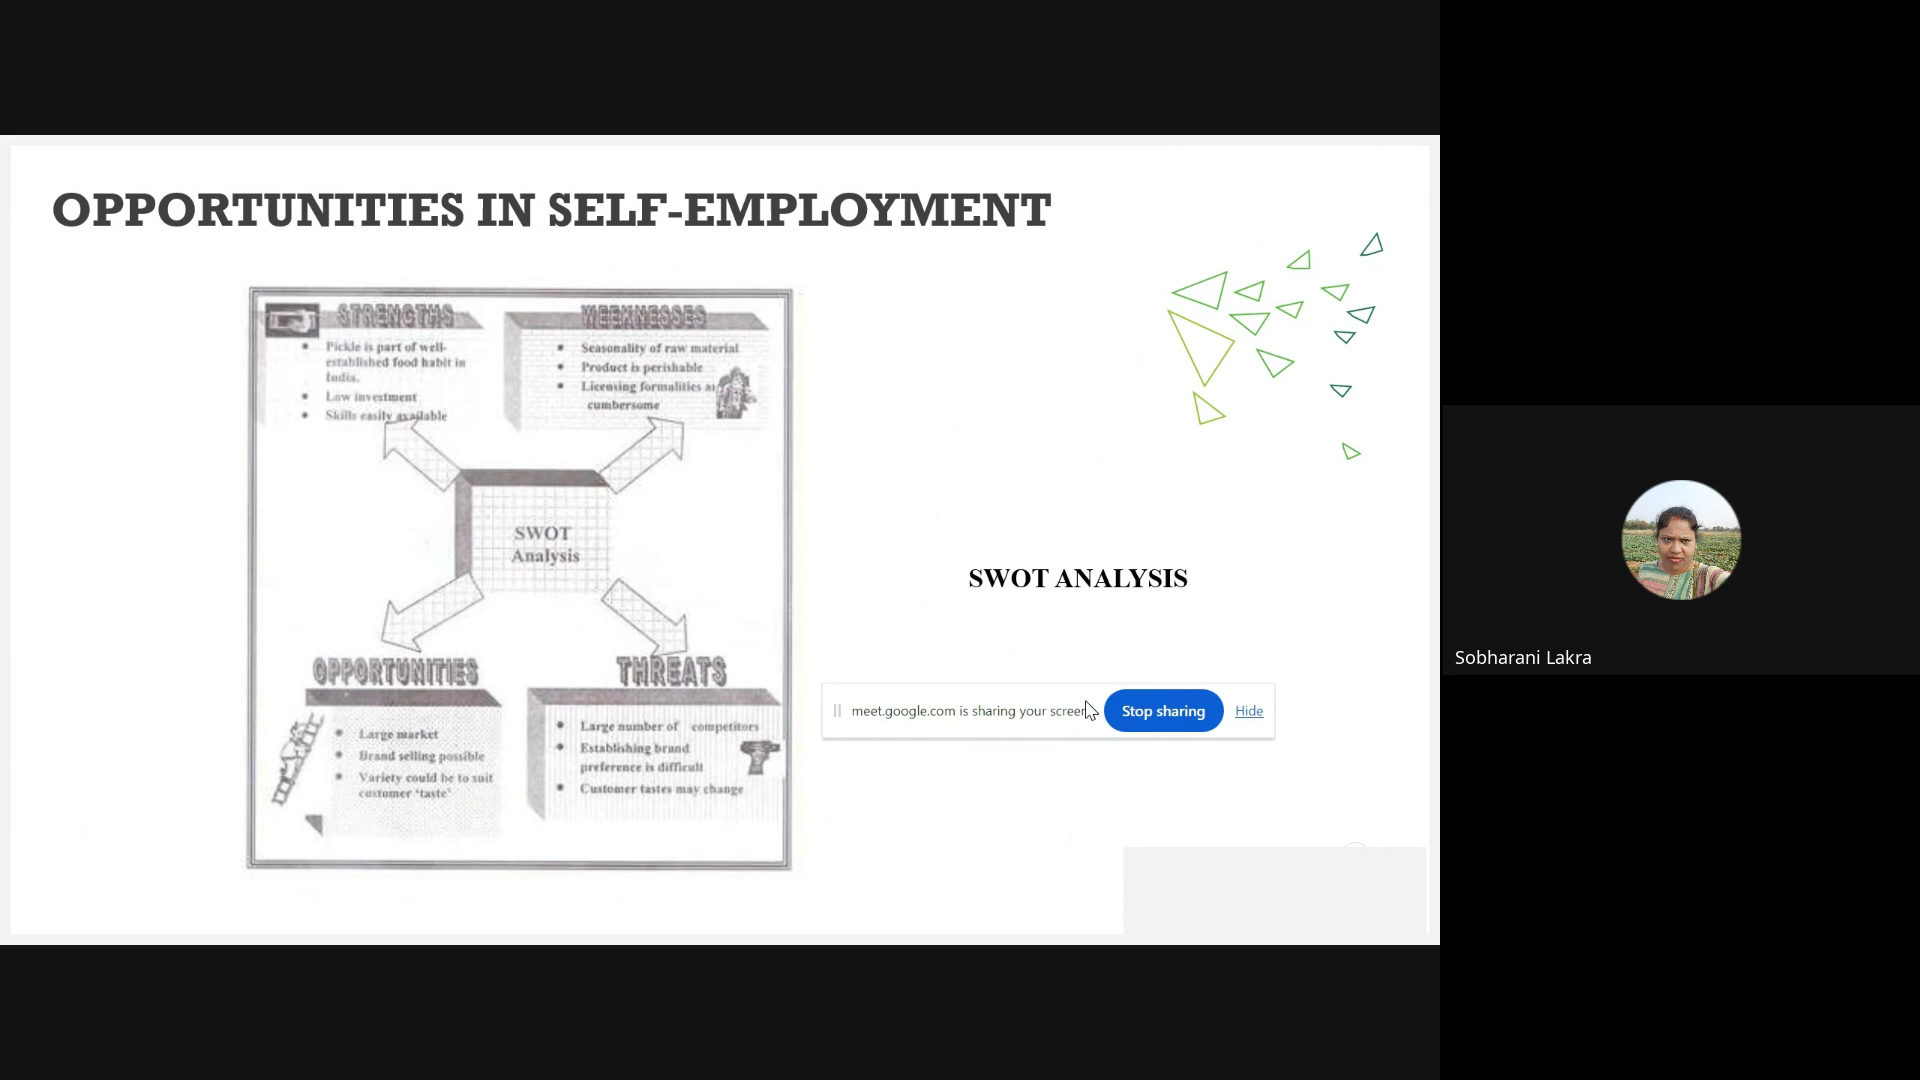 OPPORTUNITIES IN SELF-EMPLOYMENT
STRENGTHS
Pickle is part of well-
established food habit in
India.
Low investment
Skills easily available
WEEKNESSES
Seasonality of raw material
Product is perishable
Licensing formalities
cumbersome
SWOT
Analysis
OPPORTUNITIES
Large market
Brand selling possible
Variety could be to suit
customer 'taste'
THREATS
Large number of competitors
Establishing brand
preference is difficult
Customer tastes may change
SWOT ANALYSIS
meet.google.com is sharing your screen
Stop sharing
Hide
Sobharani Lakra